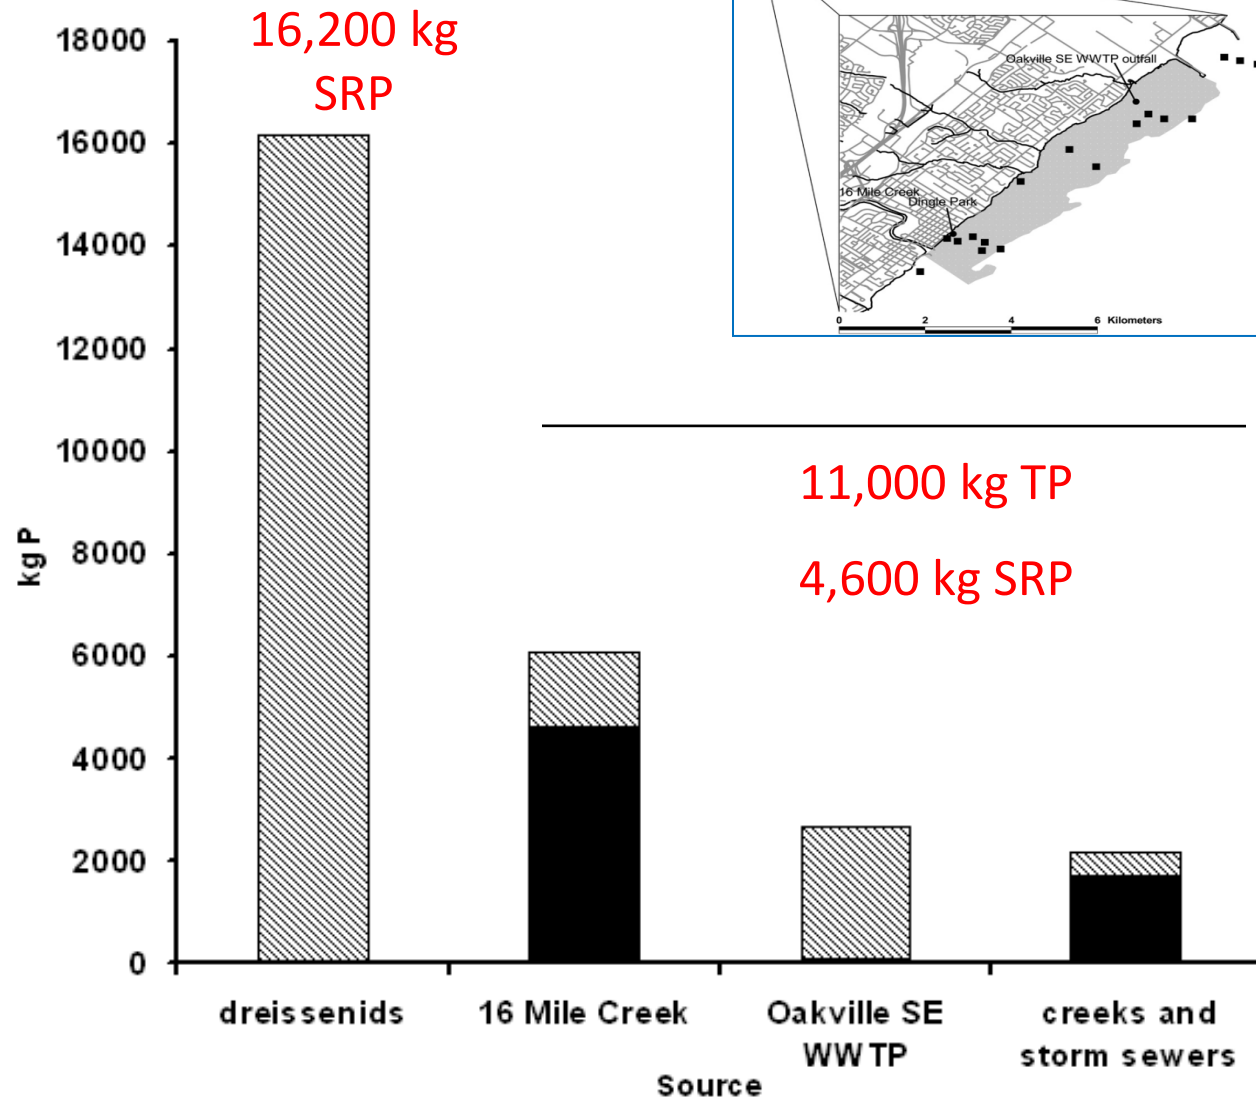 16,200 kg
SRP
18000
16000
14000
12000
10000
8000
6000
4000
2000
0
kg P
Oakville SE WWTP outfall
16 Mile Creek
Dingle Park
0 2 4 6 Kilometers
11,000 kg TP
4,600 kg SRP
dreissenids
16 Mile Creek
Oakville SE
WWTP
creeks and
storm sewers
Source